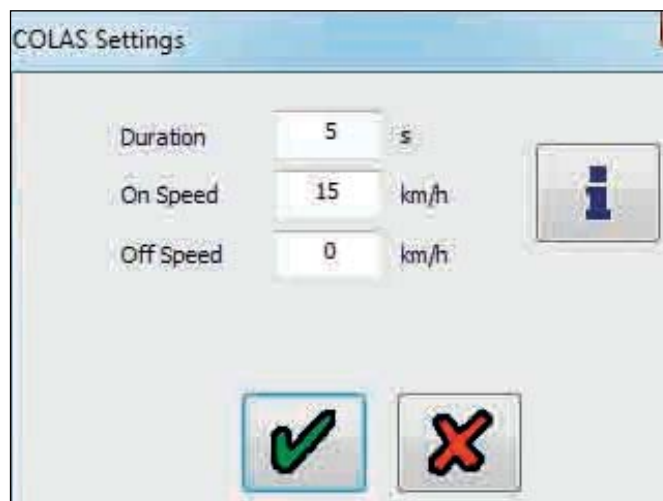 COLAS Settings
Duration 5 s
On Speed 15 km/h
Off Speed 0 km/h
i